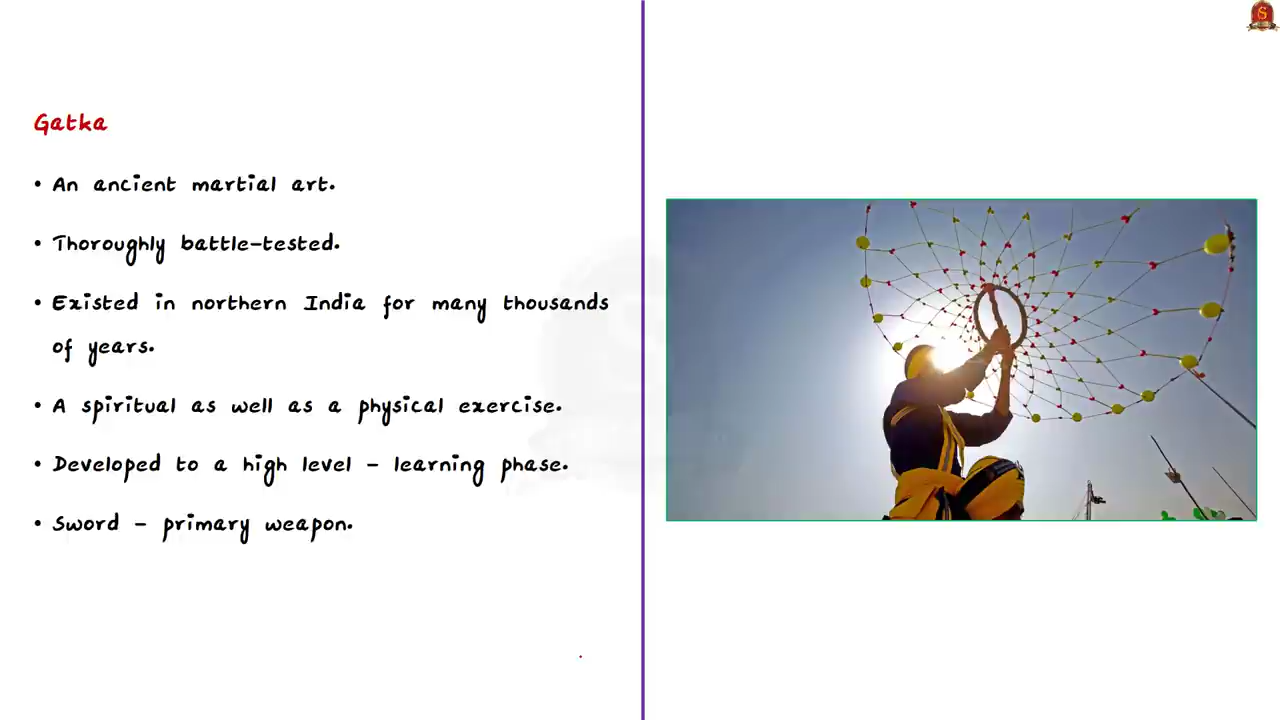 Gatka
• An ancient martial art.
• Thoroughly battle-tested.
• Existed in northern India for many thousands
of years.
• A spiritual as well as a physical exercise.
• Developed to a high level - learning phase.
• Sword - primary weapon.
S